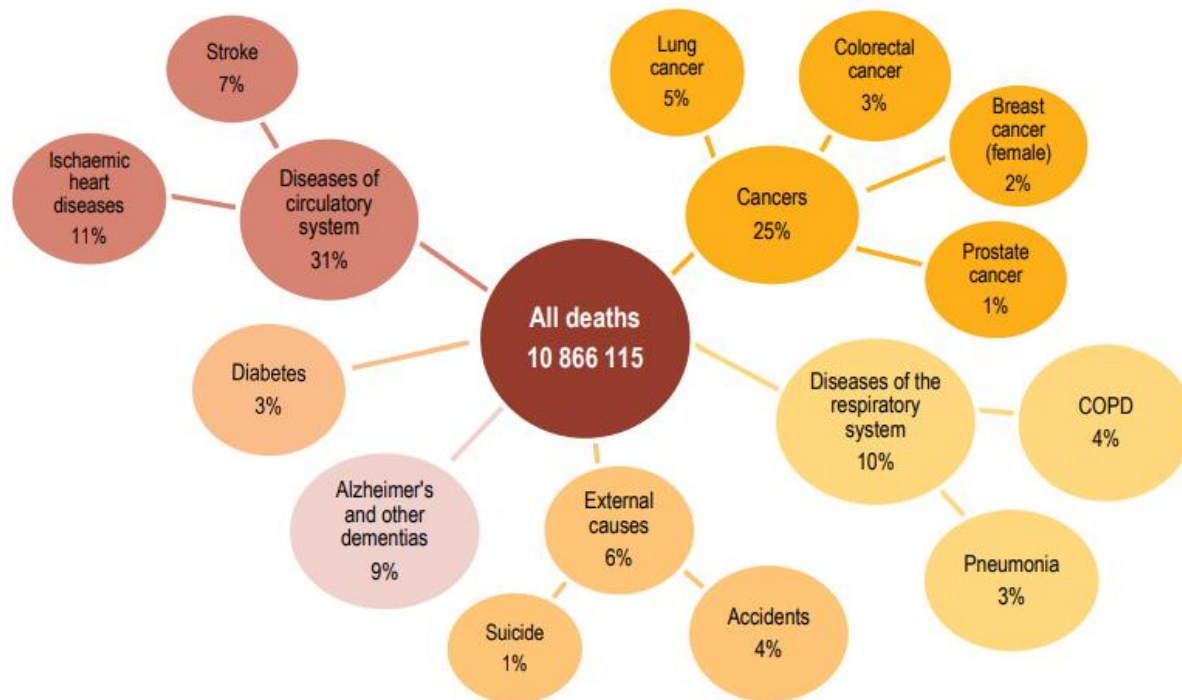 Stroke
7%
Ischaemic
heart
diseases
11%
Diseases of
circulatory
system
31%
Lung
cancer
5%
Colorectal
cancer
3%
Breast
cancer
(female)
2%
Cancers
25%
Prostate
cancer
1%
All deaths
10 866 115
Diabetes
3%
Diseases of the
respiratory
system
10%
COPD
4%
Alzheimer's
and other
dementias
9%
External
causes
6%
Pneumonia
3%
Suicide
1%
Accidents
4%